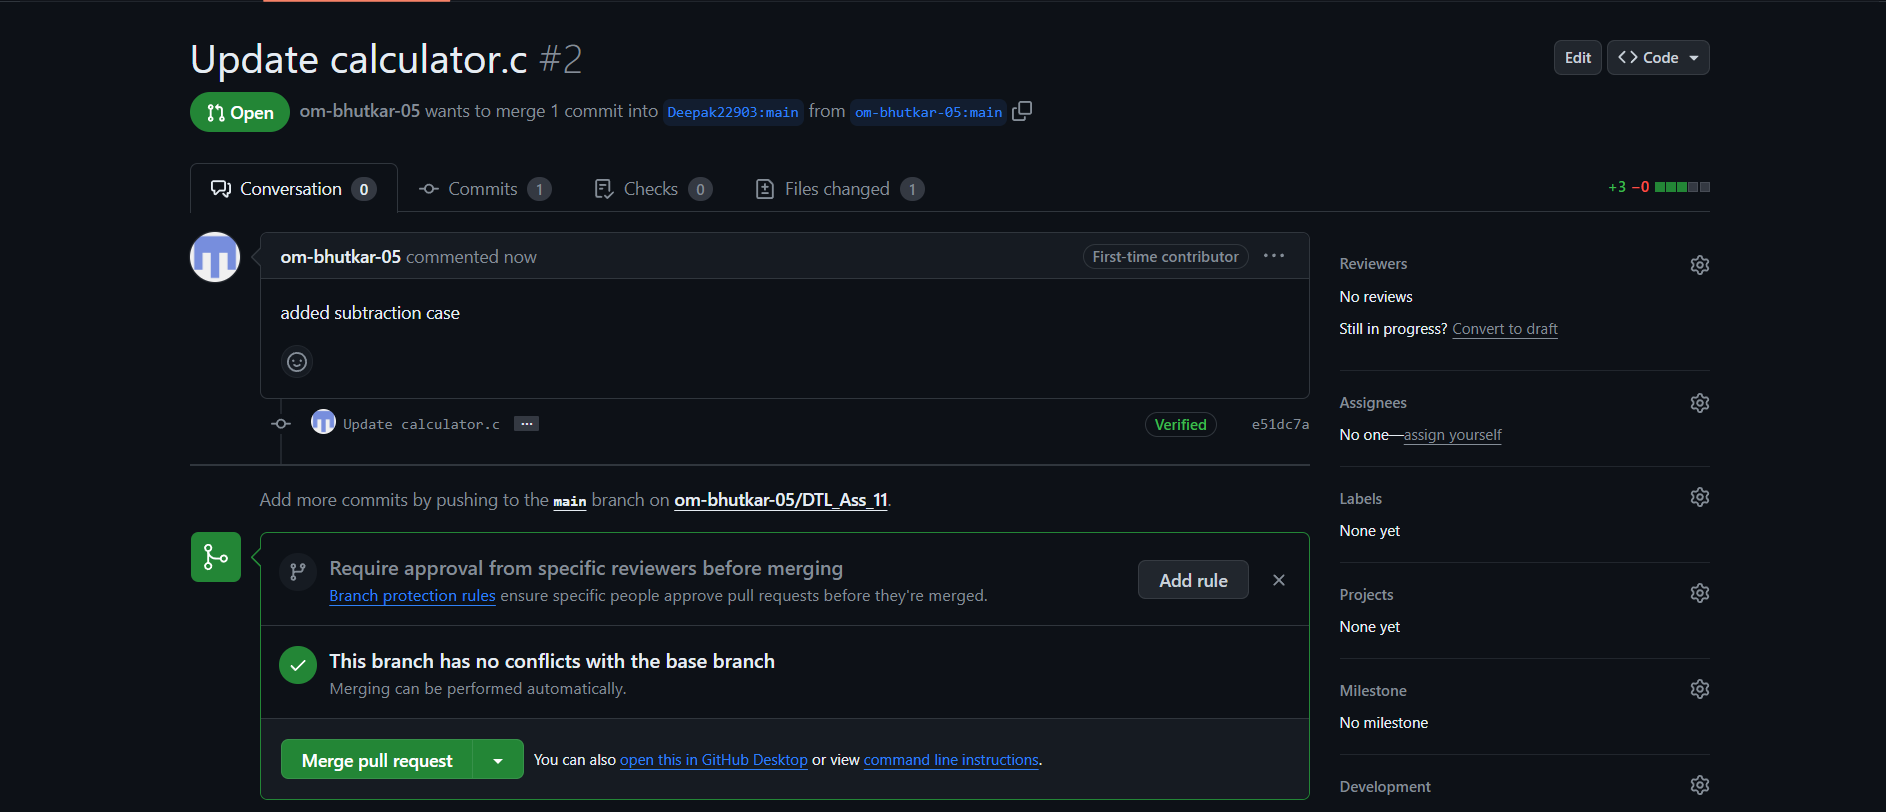 Update calculator.c #2
Edit
Code
Open
om-bhutkar-05 wants to merge 1 commit into Deepak22903:main from om-bhutkar-05:main
Conversation 0
Commits 1
Checks 0
Files changed 1
+3 −0
om-bhutkar-05 commented now
First-time contributor
added subtraction case
Update calculator.c
Verified
e51dc7a
Add more commits by pushing to the main branch on om-bhutkar-05/DTL_Ass_11.
Require approval from specific reviewers before merging
Branch protection rules ensure specific people approve pull requests before they're merged.
Add rule
This branch has no conflicts with the base branch
Merging can be performed automatically.
Merge pull request
You can also open this in GitHub Desktop or view command line instructions.
Reviewers
No reviews
Still in progress? Convert to draft
Assignees
No one—assign yourself
Labels
None yet
Projects
None yet
Milestone
No milestone
Development